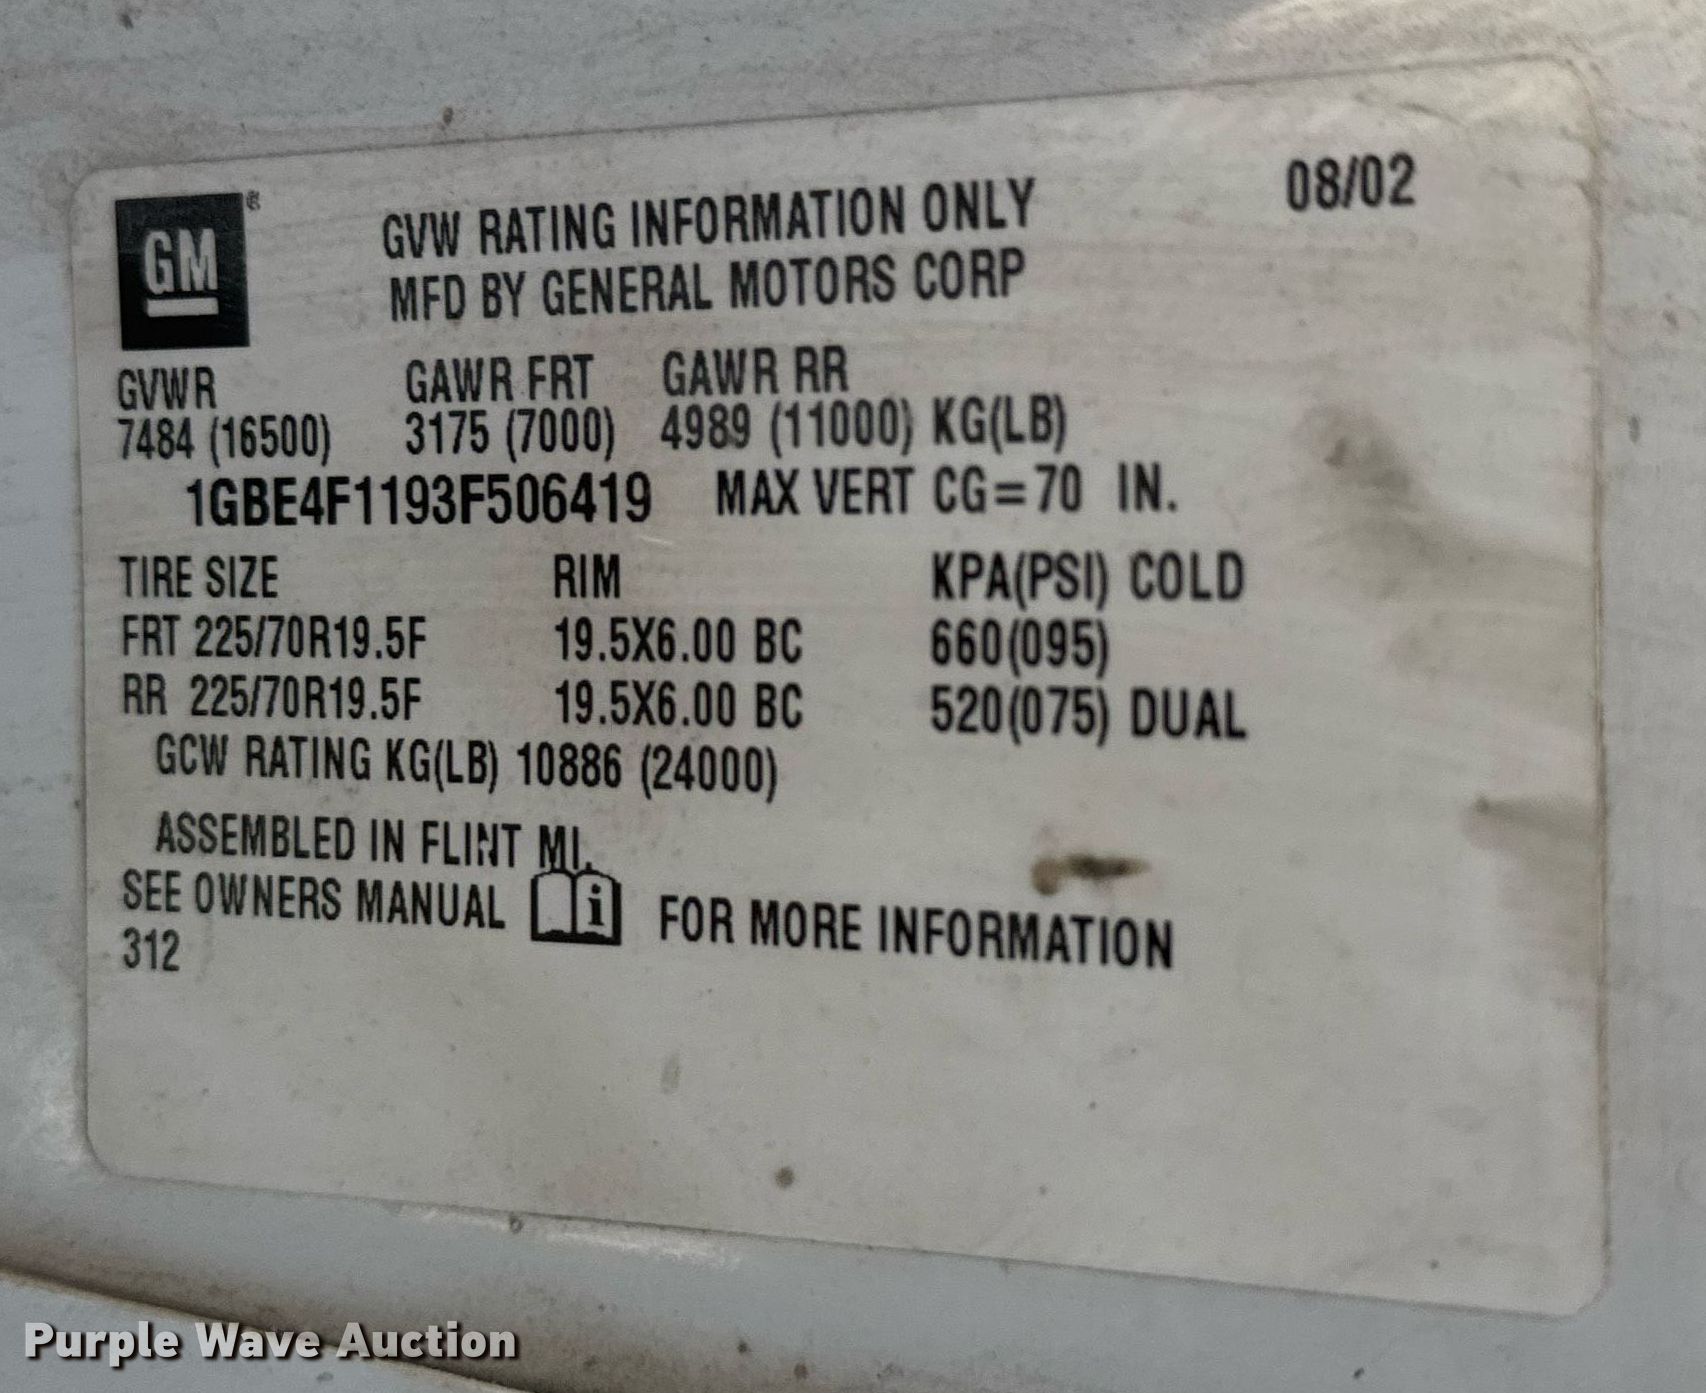 GM®
GVW RATING INFORMATION ONLY 08/02
MFD BY GENERAL MOTORS CORP
GVWR GAWR FRT GAWR RR
7484 (16500) 3175 (7000) 4989 (11000) KG(LB)
1GBE4F1193F506419 MAX VERT CG=70 IN.
TIRE SIZE RIM KPA(PSI) COLD
FRT 225/70R19.5F 19.5X6.00 BC 660(095)
RR 225/70R19.5F 19.5X6.00 BC 520(075) DUAL
GCW RATING KG(LB) 10886 (24000)
ASSEMBLED IN FLINT MI.
SEE OWNERS MANUAL i FOR MORE INFORMATION
312
Purple Wave Auction